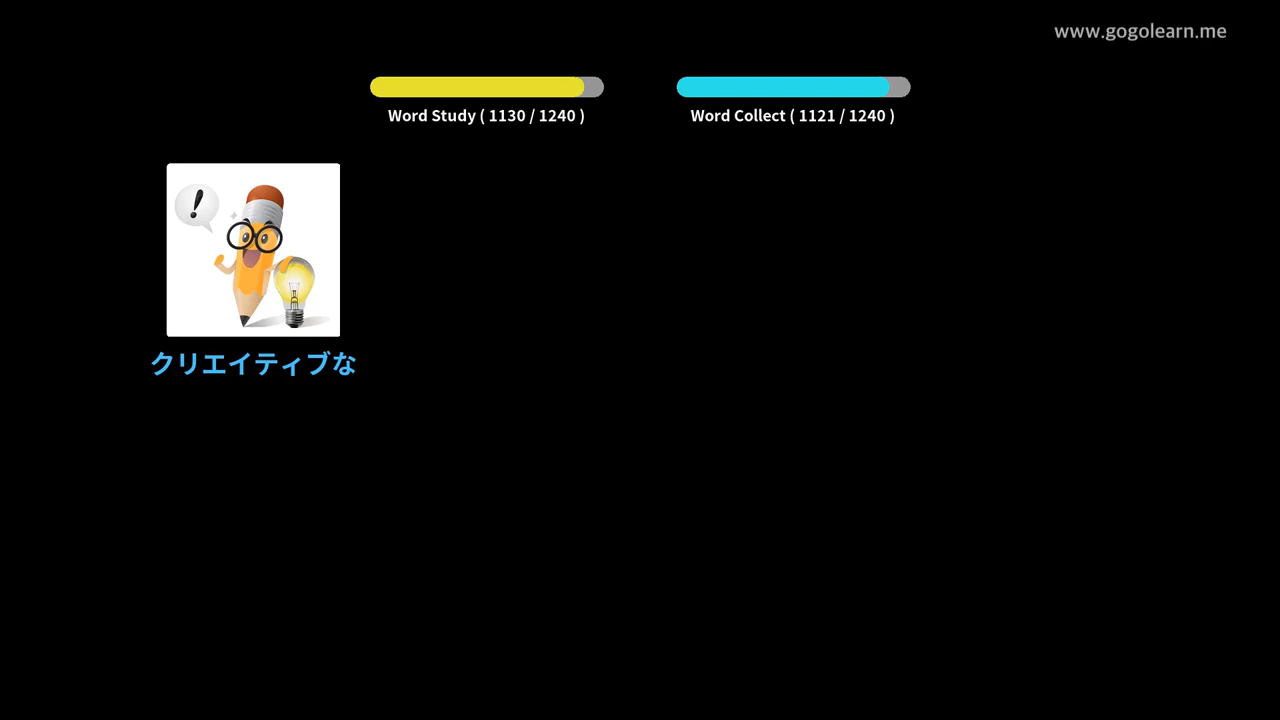 www.gogolearn.me
Word Study ( 1130 / 1240 )
Word Collect ( 1121 / 1240 )
!
クリエイティブな